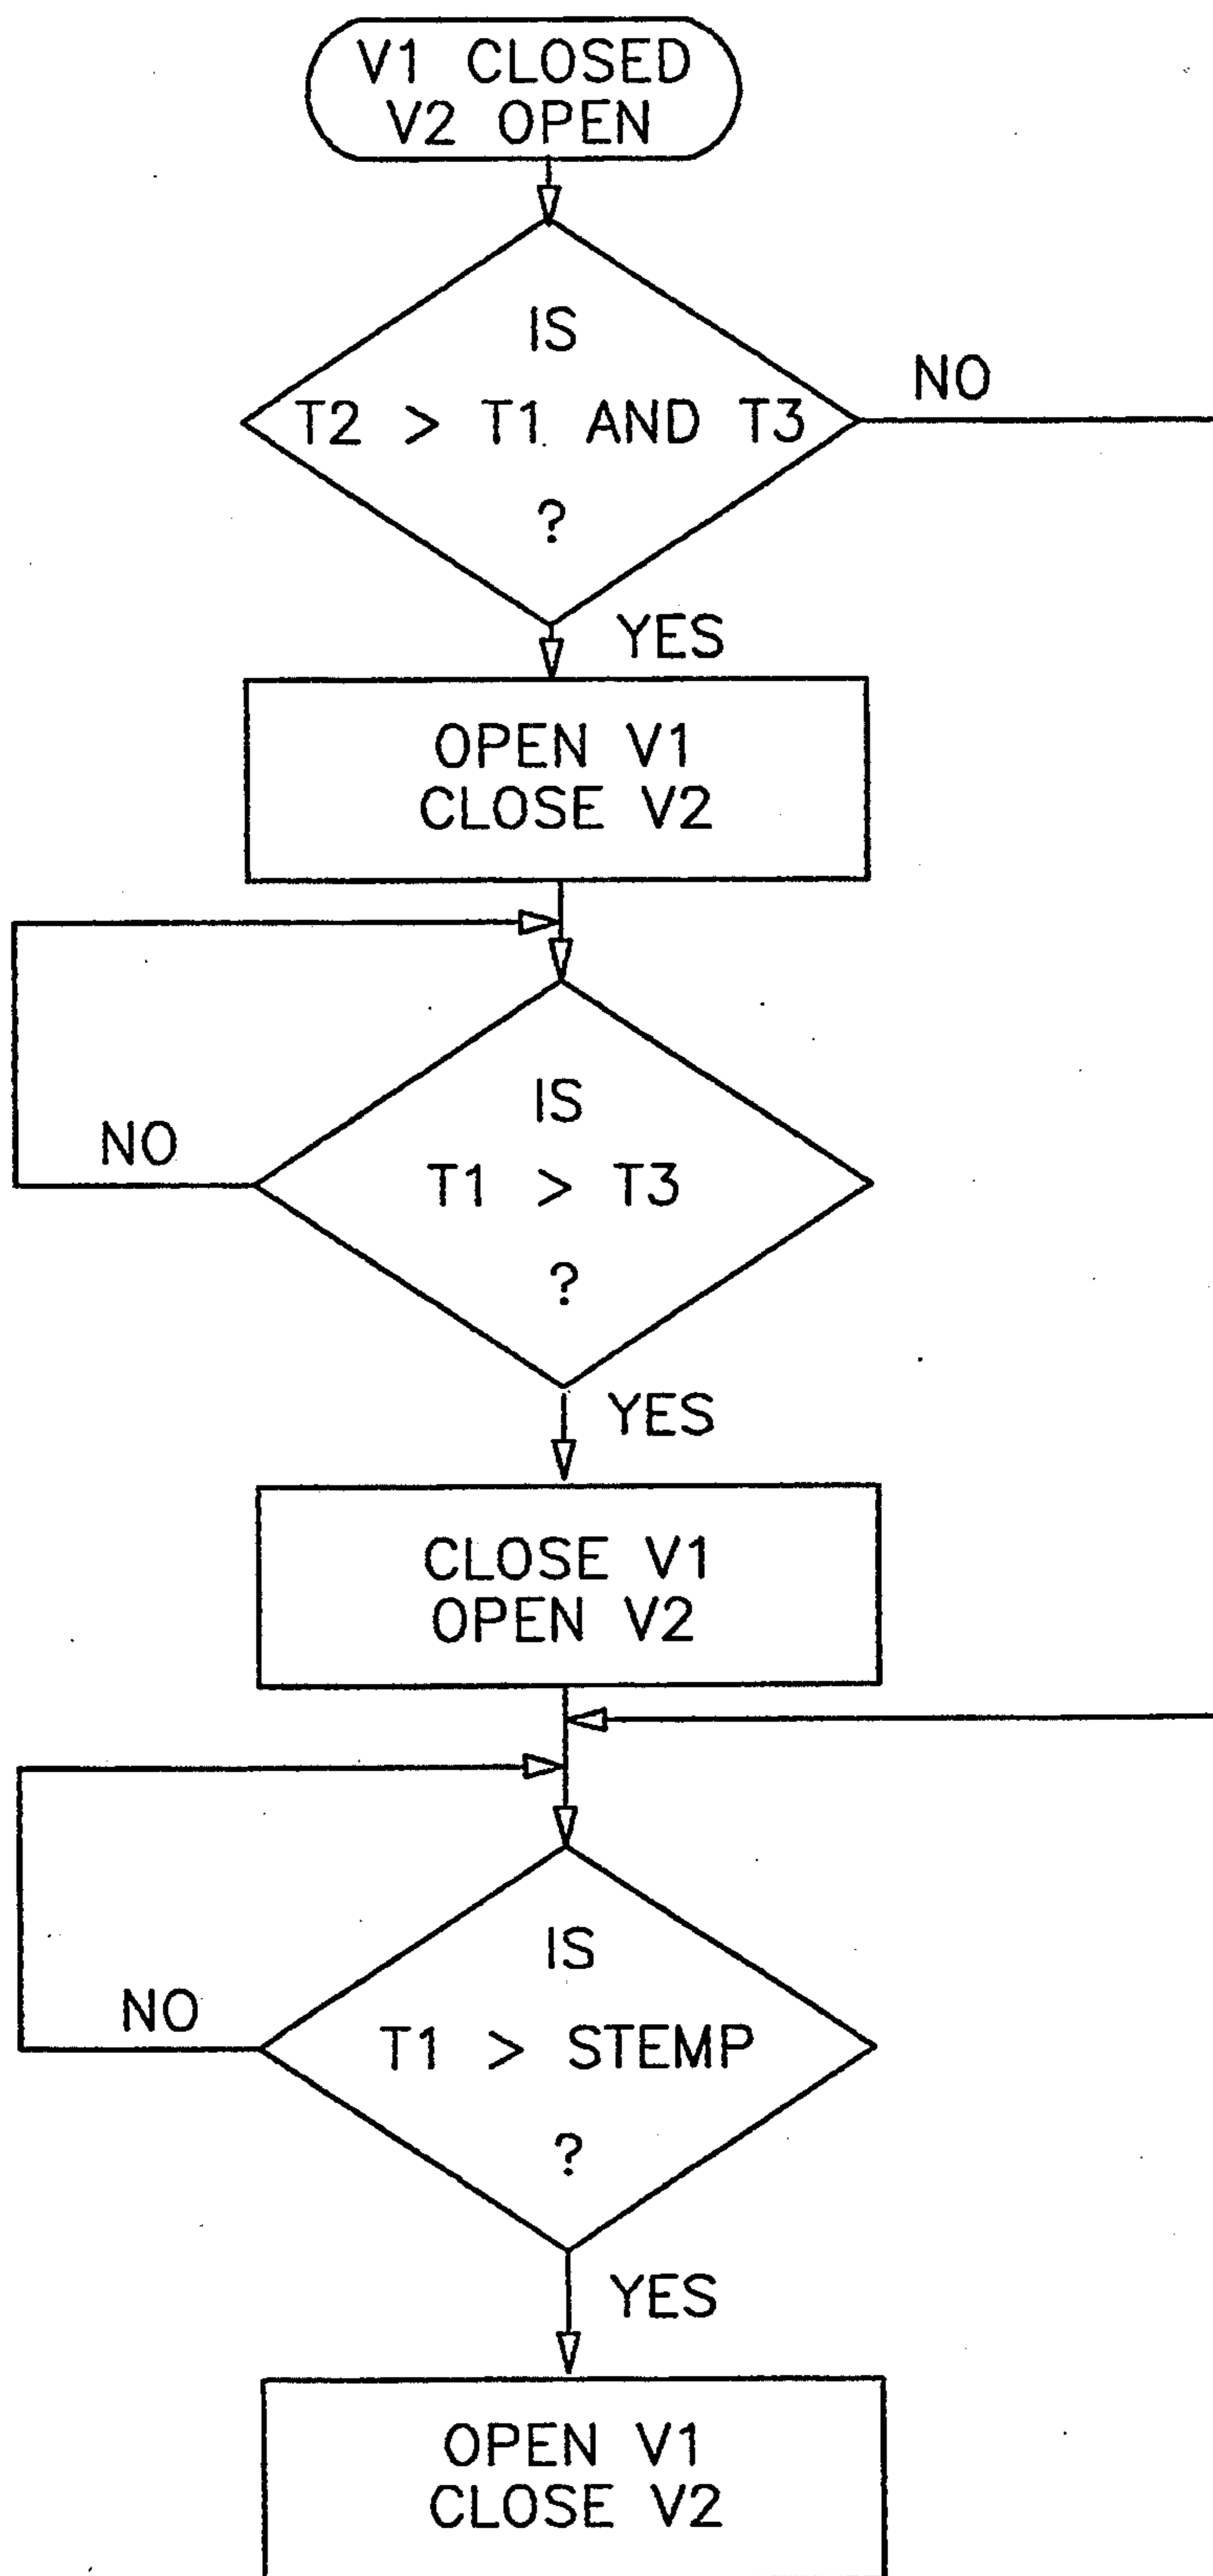 V1 CLOSED
V2 OPEN
IS
T2 > T1 AND T3
?
NO
YES
OPEN V1
CLOSE V2
IS
T1 > T3
?
NO
YES
CLOSE V1
OPEN V2
IS
T1 > STEMP
?
NO
YES
OPEN V1
CLOSE V2